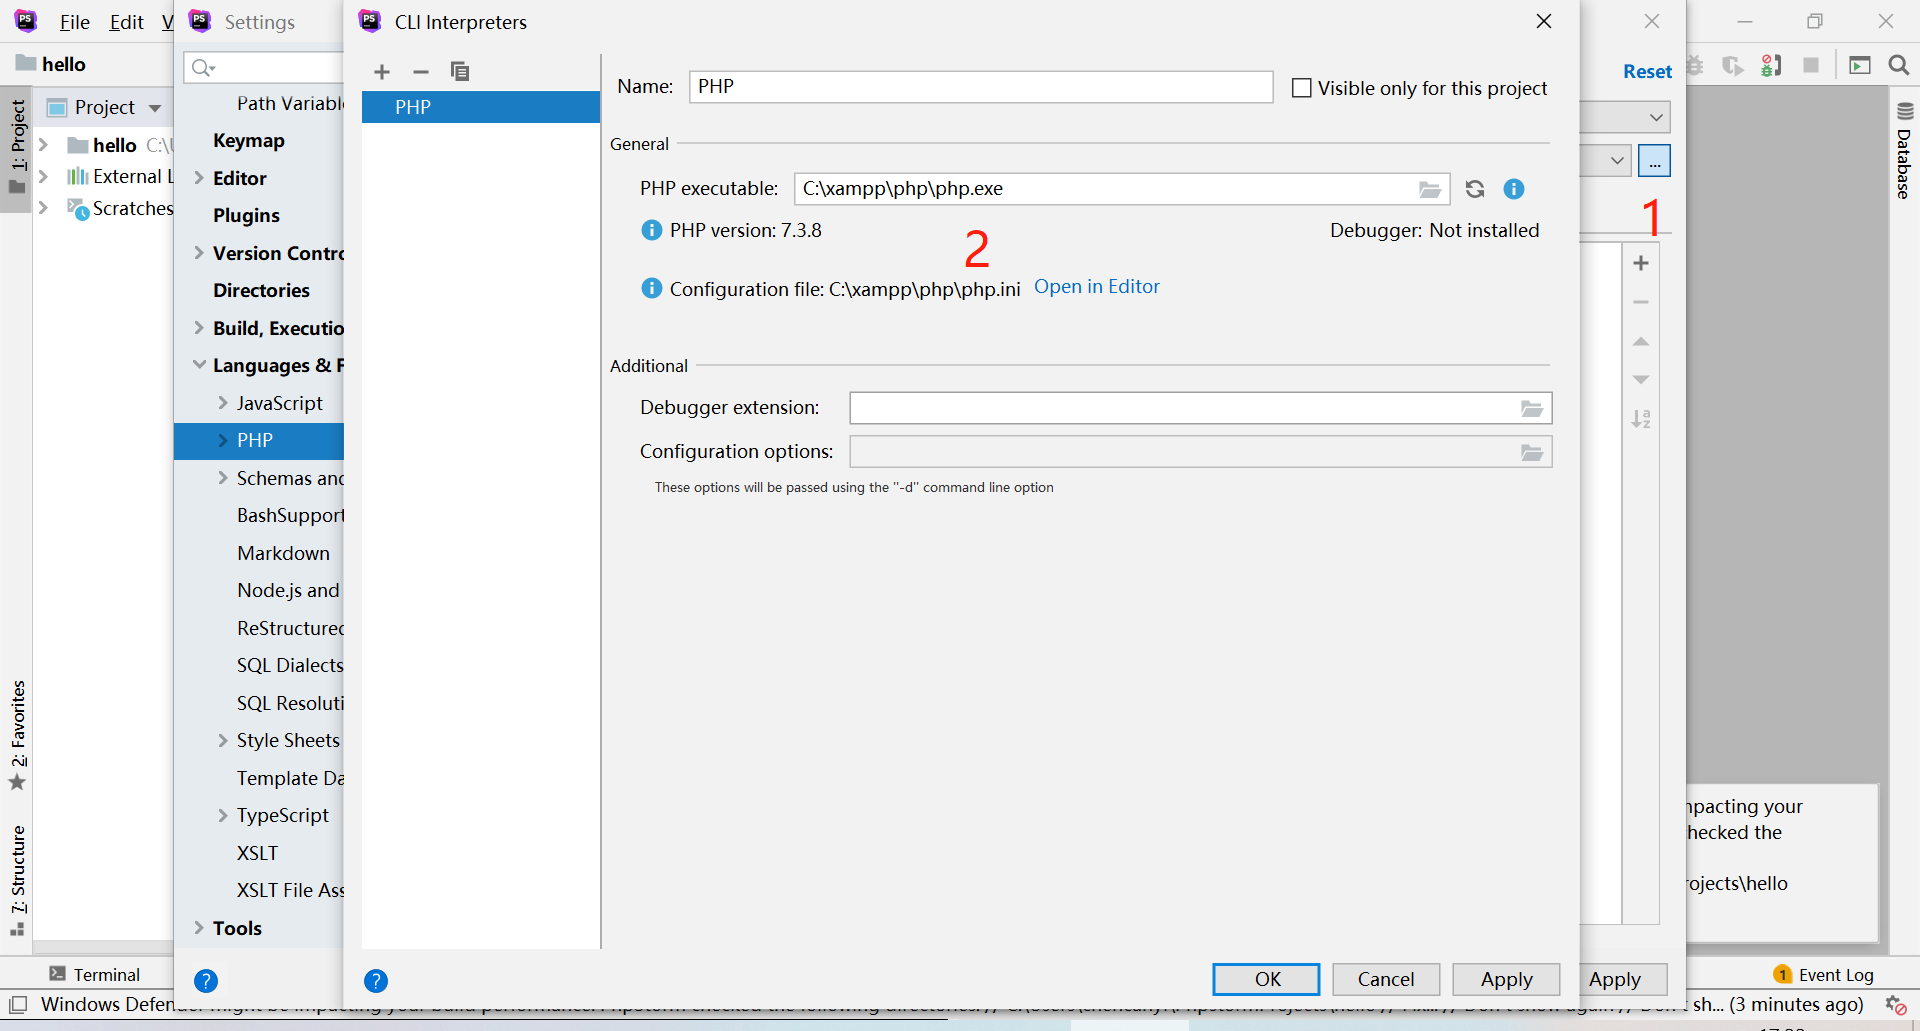 File Edit V
Settings
CLI Interpreters
hello
Reset
Project
hello C:\
External L
Scratches
1: Project
2: Favorites
7: Structure
Database
Path Variabl
Keymap
Editor
Plugins
Version Contr
Directories
Build, Executio
Languages & F
JavaScript
PHP
Schemas and
BashSupport
Markdown
Node.js and
ReStructured
SQL Dialects
SQL Resoluti
Style Sheets
Template Da
TypeScript
XSLT
XSLT File Ass
Tools
PHP
Name: PHP
Visible only for this project
General
PHP executable: C:\xampp\php\php.exe
PHP version: 7.3.8
Debugger: Not installed
2
Configuration file: C:\xampp\php\php.ini Open in Editor
Additional
Debugger extension:
Configuration options:
These options will be passed using the "-d" command line option
OK Cancel Apply
...
1
Apply
mpacting your
hecked the
rojects\hello
Terminal
1 Event Log
Windows Defen
t sh... (3 minutes ago)